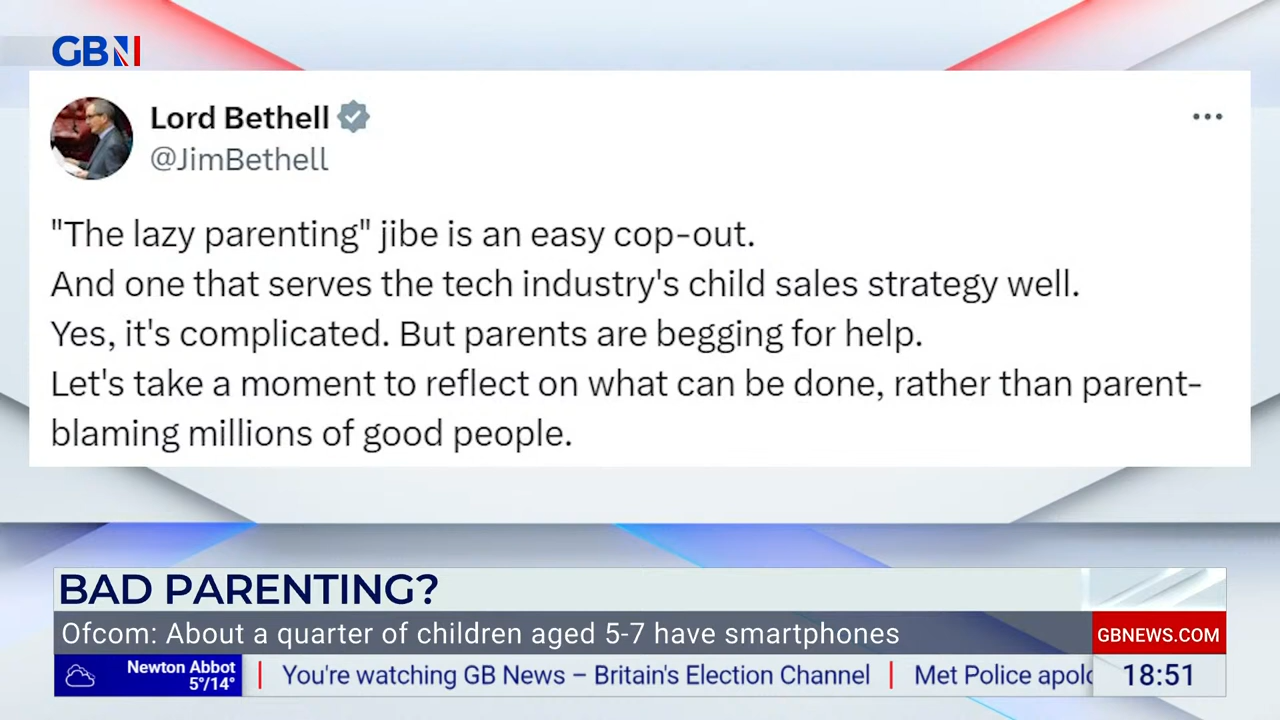 GBN
Lord Bethell
@JimBethell
"The lazy parenting" jibe is an easy cop-out.
And one that serves the tech industry's child sales strategy well.
Yes, it's complicated. But parents are begging for help.
Let's take a moment to reflect on what can be done, rather than parent-
blaming millions of good people.
BAD PARENTING?
Ofcom: About a quarter of children aged 5-7 have smartphones
GBNEWS.COM
Newton Abbot
5°/14°
You're watching GB News – Britain's Election Channel
Met Police apolo
18:51